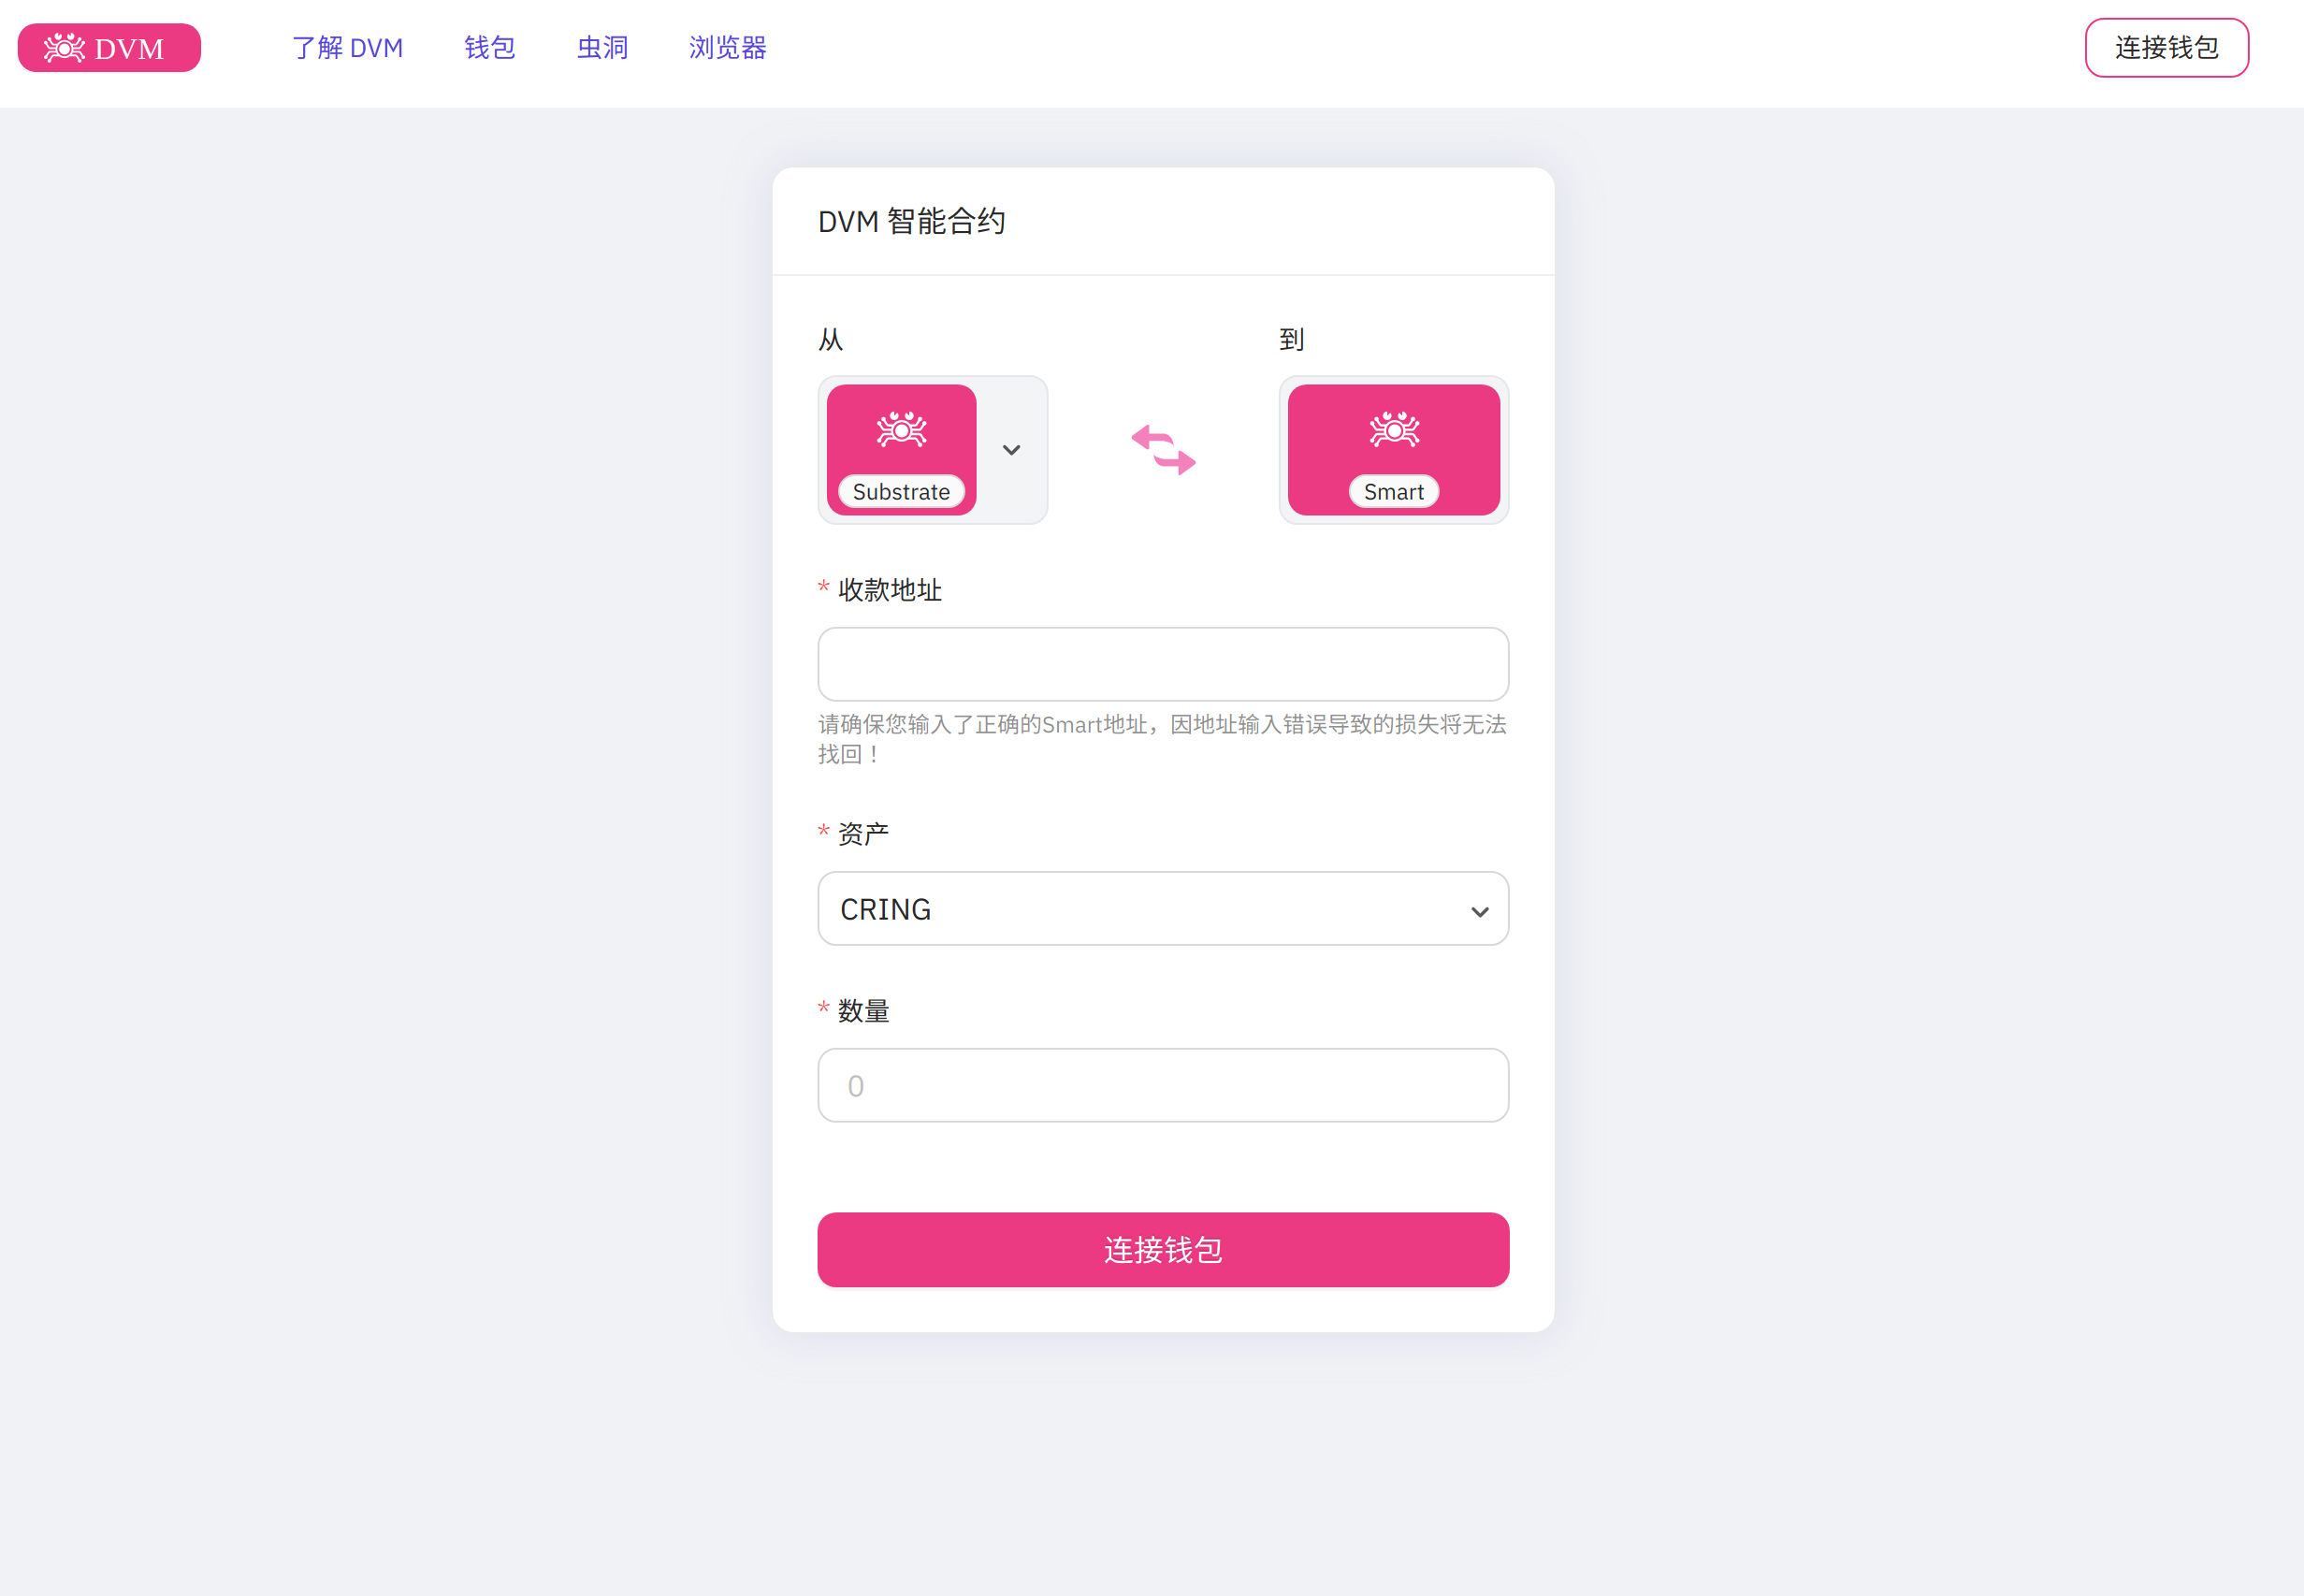 DVM
了解 DVM 钱包 虫洞 浏览器
连接钱包
DVM 智能合约
从 到
Substrate Smart
* 收款地址
请确保您输入了正确的Smart地址，因地址输入错误导致的损失将无法
找回！
* 资产
CRING
* 数量
0
连接钱包